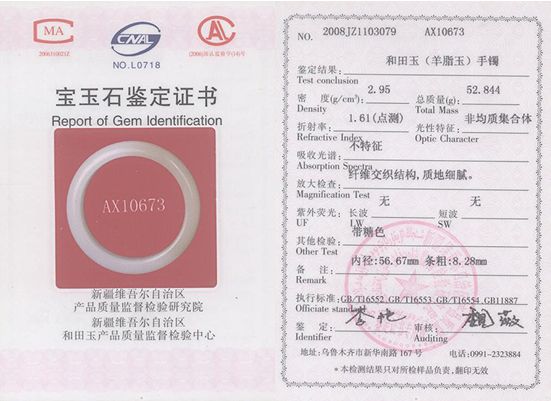 MA
2006310021Z
CNAL
NO.L0718
CAL
宝玉石鉴定证书
Report of Gem Identification
AX10673
新疆维吾尔自治区
产品质量监督检验研究院
新疆维吾尔自治区
和田玉产品质量监督检验中心
NO. 2008JZ1103079 AX10673
鉴定结果: 和田玉（羊脂玉）手镯
Test conclusion
密 度(g/cm³) 2.95 总质量(g) 52.844
Density Total Mass
折射率: 1.61(点测) 光性特征: 非均质集合体
Refractive Index Optic Character
吸收光谱: 不特征
Absorption Spectra
放大检查: 纤维交织结构，质地细腻。
Magnification Test
紫外荧光: 长波 无 短波 无
UF LW SW
其他检验: 带糖色
Other Test
备 注: 内径:56.67mm 条粗:8.28mm
Remark
执行标准: GB/T16552 GB/T16553 GB/T16554 GB11887
Officiate standard
鉴 定: 审核:
Identifier Auditing
地址:乌鲁木齐市新华南路 167 号 电话:0991-2323884
*本检测结果只对所检样品负责,翻印无效